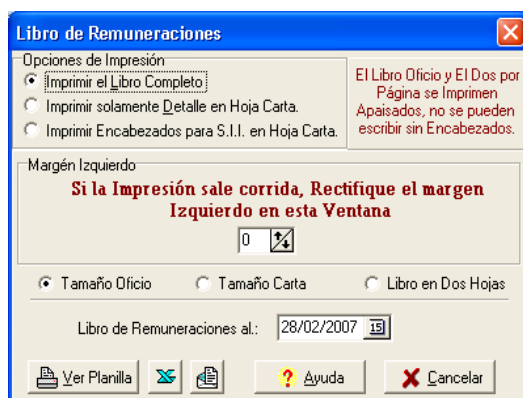 Libro de Remuneraciones
Opciones de Impresión
Imprimir el Libro Completo
Imprimir solamente Detalle en Hoja Carta.
Imprimir Encabezados para S.I.I. en Hoja Carta.
El Libro Oficio y El Dos por
Página se Imprimen
Apaisados, no se pueden
escribir sin Encabezados.
Margén Izquierdo
Si la Impresión sale corrida, Rectifique el margen
Izquierdo en esta Ventana
0
Tamaño Oficio
Tamaño Carta
Libro en Dos Hojas
Libro de Remuneraciones al.: 28/02/2007 15
Ver Planilla
Ayuda
Cancelar